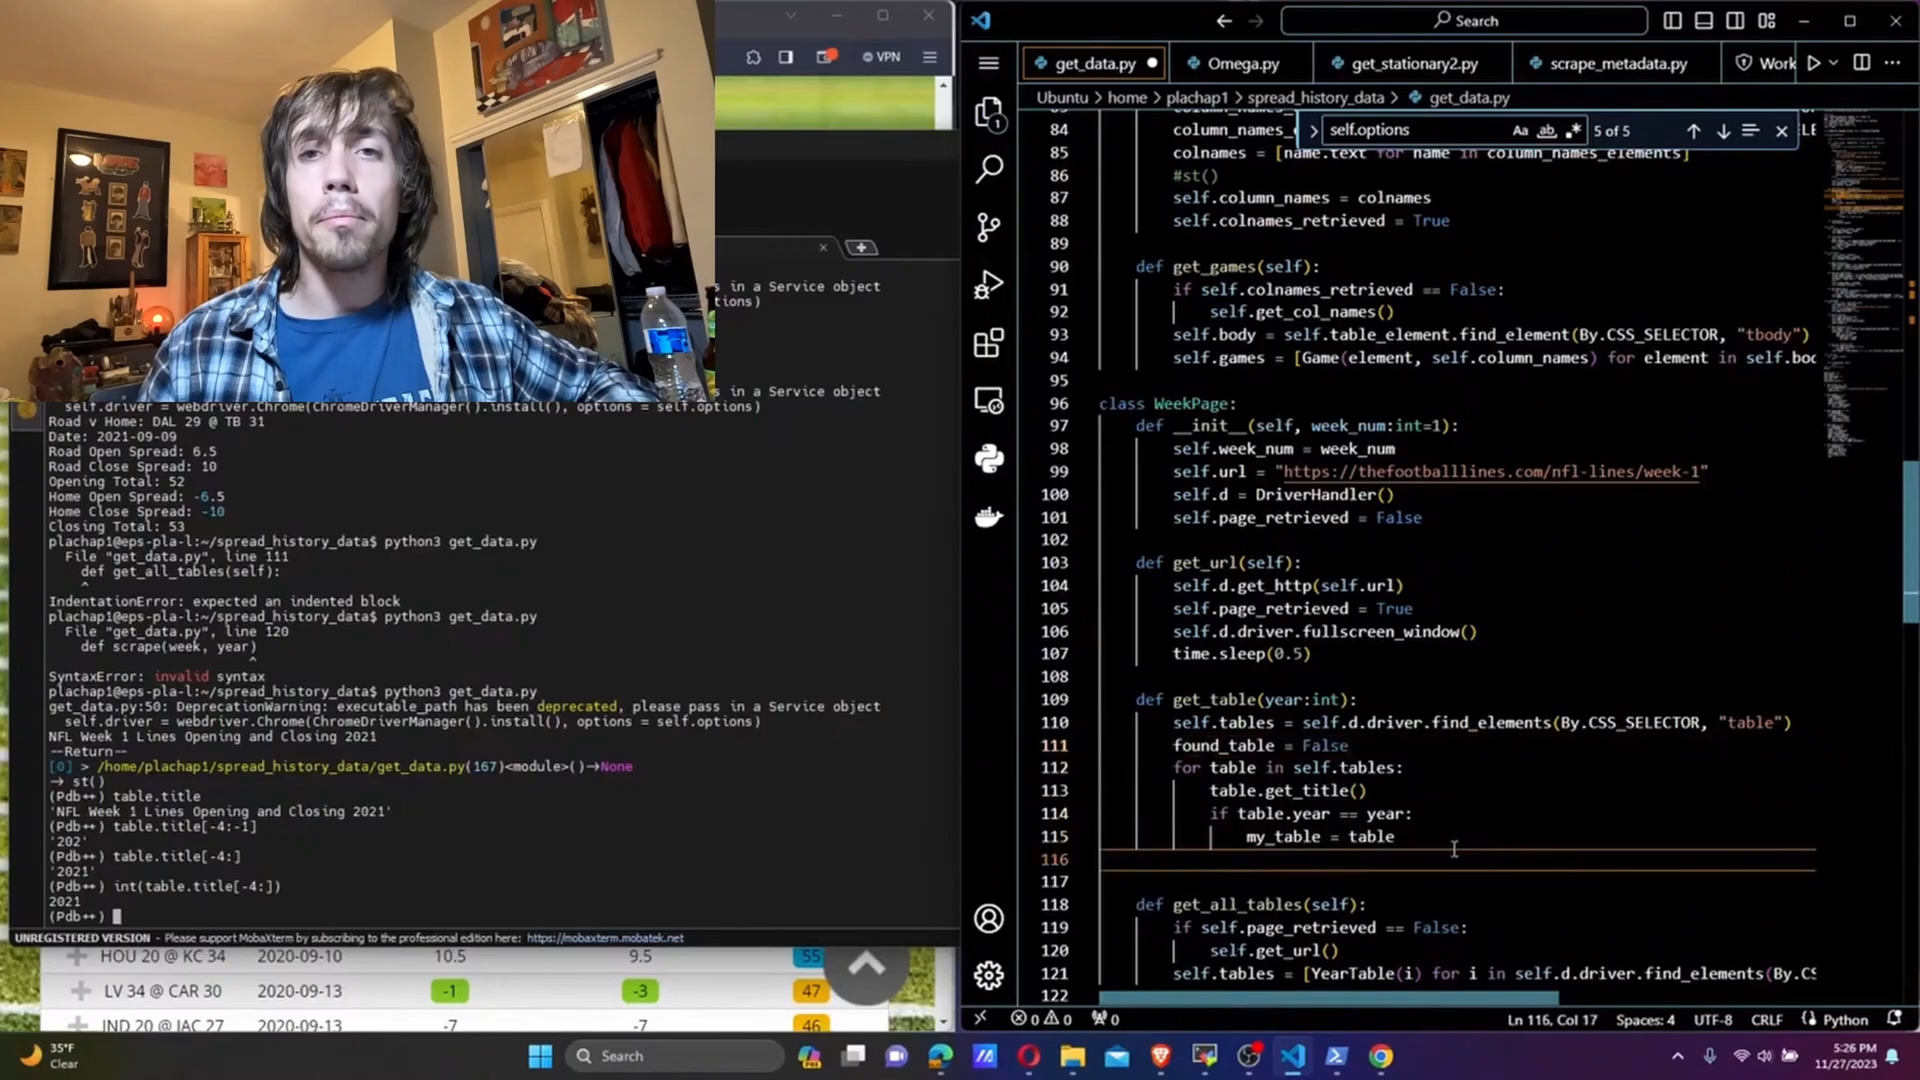 VPN
s in a Service object
tions)
s in a Service object
self.driver = webdriver.Chrome(ChromeDriverManager().install(), options = self.options)
Road v Home: DAL 29 @ TB 31
Date: 2021-09-09
Road Open Spread: 6.5
Road Close Spread: 10
Opening Total: 52
Home Open Spread: -6.5
Home Close Spread: -10
Closing Total: 53
plachap1@eps-pla-l:~/spread_history_data$ python3 get_data.py
File "get_data.py", line 111
def get_all_tables(self):
^
IndentationError: expected an indented block
plachap1@eps-pla-l:~/spread_history_data$ python3 get_data.py
File "get_data.py", line 120
def scrape(week, year)
^
SyntaxError: invalid syntax
plachap1@eps-pla-l:~/spread_history_data$ python3 get_data.py
get_data.py:50: DeprecationWarning: executable_path has been deprecated, please pass in a Service object
self.driver = webdriver.Chrome(ChromeDriverManager().install(), options = self.options)
NFL Week 1 Lines Opening and Closing 2021
--Return--
[0] > /home/plachap1/spread_history_data/get_data.py(167)<module>()->None
-> st()
(Pdb++) table.title
'NFL Week 1 Lines Opening and Closing 2021'
(Pdb++) table.title[-4:-1]
'202'
(Pdb++) table.title[-4:]
'2021'
(Pdb++) int(table.title[-4:])
2021
(Pdb++)
UNREGISTERED VERSION - Please support MobaXterm by subscribing to the professional edition here: https://mobaxterm.mobatek.net
HOU 20 @ KC 34 2020-09-10 10.5 9.5 55
LV 34 @ CAR 30 2020-09-13 -1 -3 47
IND 20 @ JAC 27 2020-09-13 -7 -7 46
Search
get_data.py Omega.py get_stationary2.py scrape_metadata.py Work
Ubuntu > home > plachap1 > spread_history_data > get_data.py
self.options Aa ab 5 of 5
84 column_names_
85 colnames = [name.text for name in column_names_elements]
86 #st()
87 self.column_names = colnames
88 self.colnames_retrieved = True
89
90 def get_games(self):
91 if self.colnames_retrieved == False:
92 self.get_col_names()
93 self.body = self.table_element.find_element(By.CSS_SELECTOR, "tbody")
94 self.games = [Game(element, self.column_names) for element in self.bod
95
96 class WeekPage:
97 def __init__(self, week_num:int=1):
98 self.week_num = week_num
99 self.url = "https://thefootballlines.com/nfl-lines/week-1"
100 self.d = DriverHandler()
101 self.page_retrieved = False
102
103 def get_url(self):
104 self.d.get_http(self.url)
105 self.page_retrieved = True
106 self.d.driver.fullscreen_window()
107 time.sleep(0.5)
108
109 def get_table(year:int):
110 self.tables = self.d.driver.find_elements(By.CSS_SELECTOR, "table")
111 found_table = False
112 for table in self.tables:
113 table.get_title()
114 if table.year == year:
115 my_table = table
116
117
118 def get_all_tables(self):
119 if self.page_retrieved == False:
120 self.get_url()
121 self.tables = [YearTable(i) for i in self.d.driver.find_elements(By.CS
122
0 0 0 Ln 116, Col 17 Spaces: 4 UTF-8 CRLF Python
35°F
Clear
Search
5:26 PM
11/27/2023